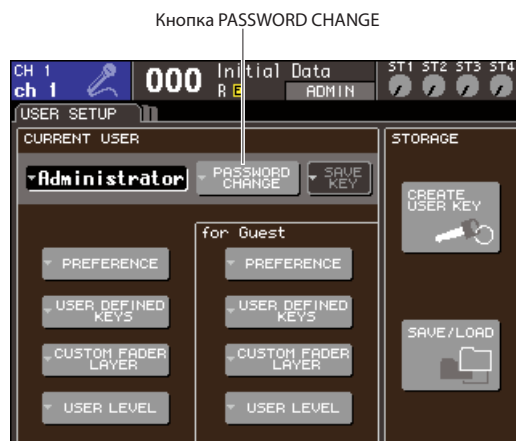 Кнопка PASSWORD CHANGE
CH 1
ch 1
000
Initial Data
R E
ADMIN
ST1 ST2 ST3 ST4
USER SETUP
CURRENT USER
STORAGE
Administrator
PASSWORD
CHANGE
SAVE
KEY
CREATE
USER KEY
for Guest
PREFERENCE
PREFERENCE
USER DEFINED
KEYS
USER DEFINED
KEYS
CUSTOM FADER
LAYER
CUSTOM FADER
LAYER
SAVE/LOAD
USER LEVEL
USER LEVEL